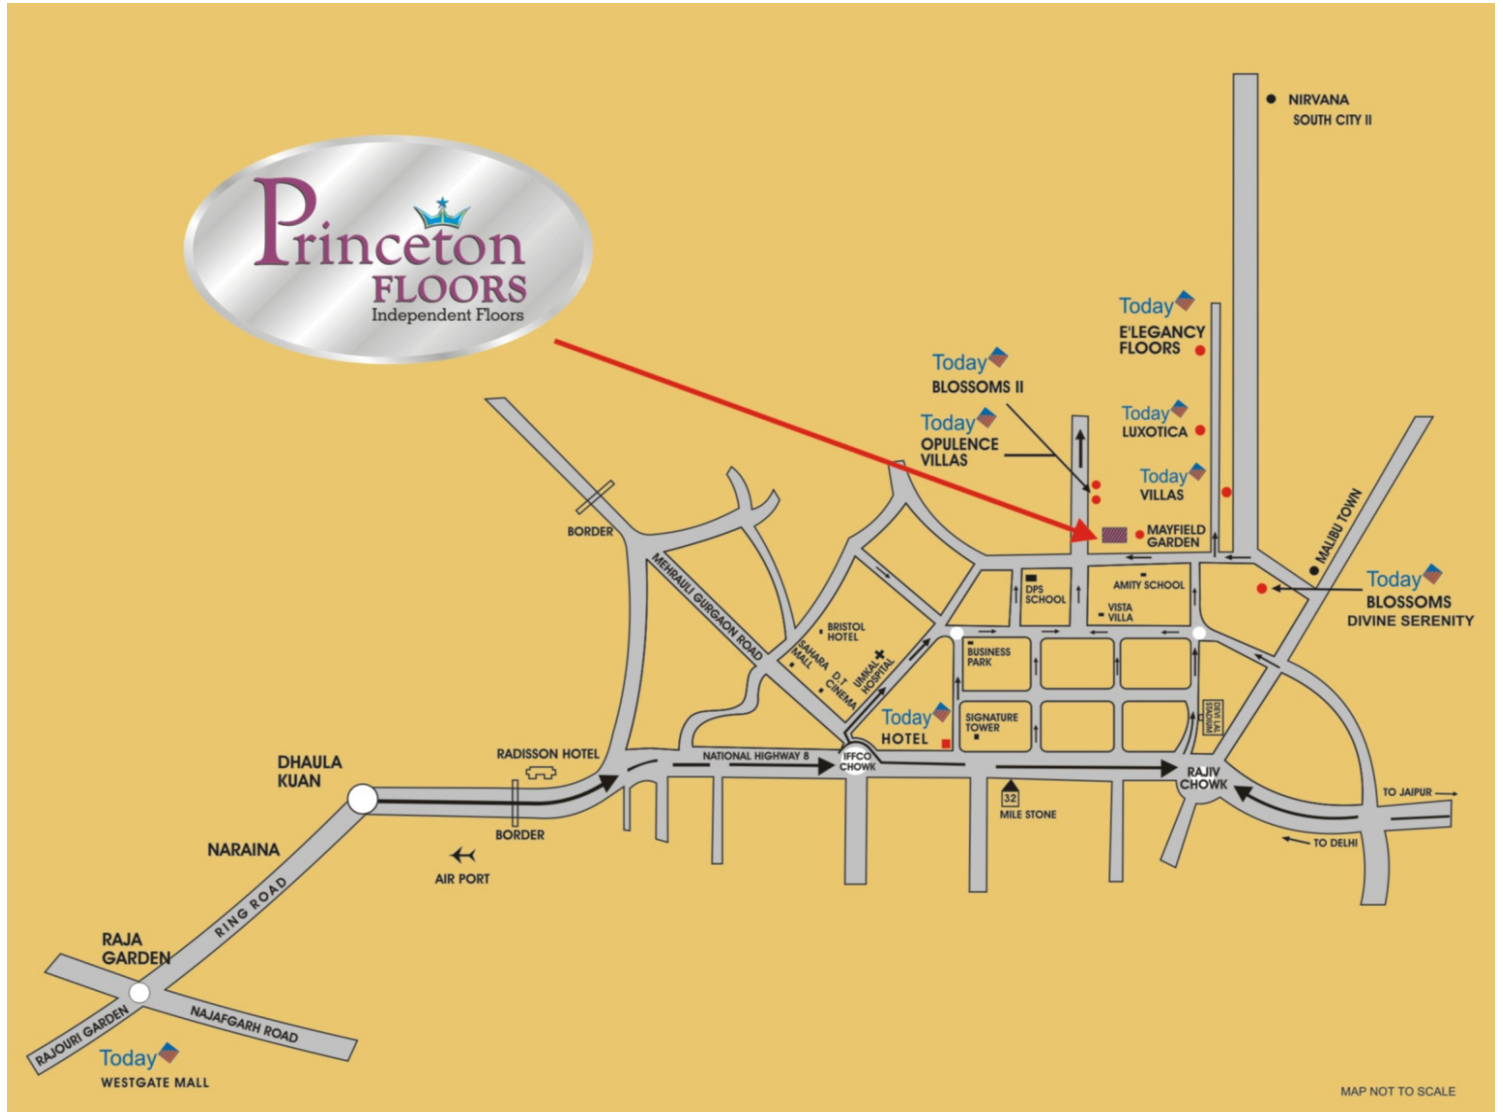 NIRVANA
SOUTH CITY II
Princeton
FLOORS
Independent Floors
Today
E'LEGANCY
FLOORS
Today
BLOSSOMS II
Today
OPULENCE
VILLAS
Today
LUXOTICA
Today
VILLAS
MAYFIELD
GARDEN
MALIBU TOWN
BORDER
MEHRAULI GURGAON ROAD
DPS
SCHOOL
AMITY SCHOOL
VISTA
VILLA
Today
BLOSSOMS
DIVINE SERENITY
BRISTOL
HOTEL
SAHARA
MALL
D.T
CINEMA
UMKAL
HOSPITAL
BUSINESS
PARK
Today
HOTEL
SIGNATURE
TOWER
DEVI LAL
STADIUM
DHAULA
KUAN
RADISSON HOTEL
NATIONAL HIGHWAY 8
IFFCO
CHOWK
RAJIV
CHOWK
32
MILE STONE
TO JAIPUR
TO DELHI
BORDER
AIR PORT
NARAINA
RING ROAD
RAJA
GARDEN
RAJOURI GARDEN
NAJAFGARH ROAD
Today
WESTGATE MALL
MAP NOT TO SCALE